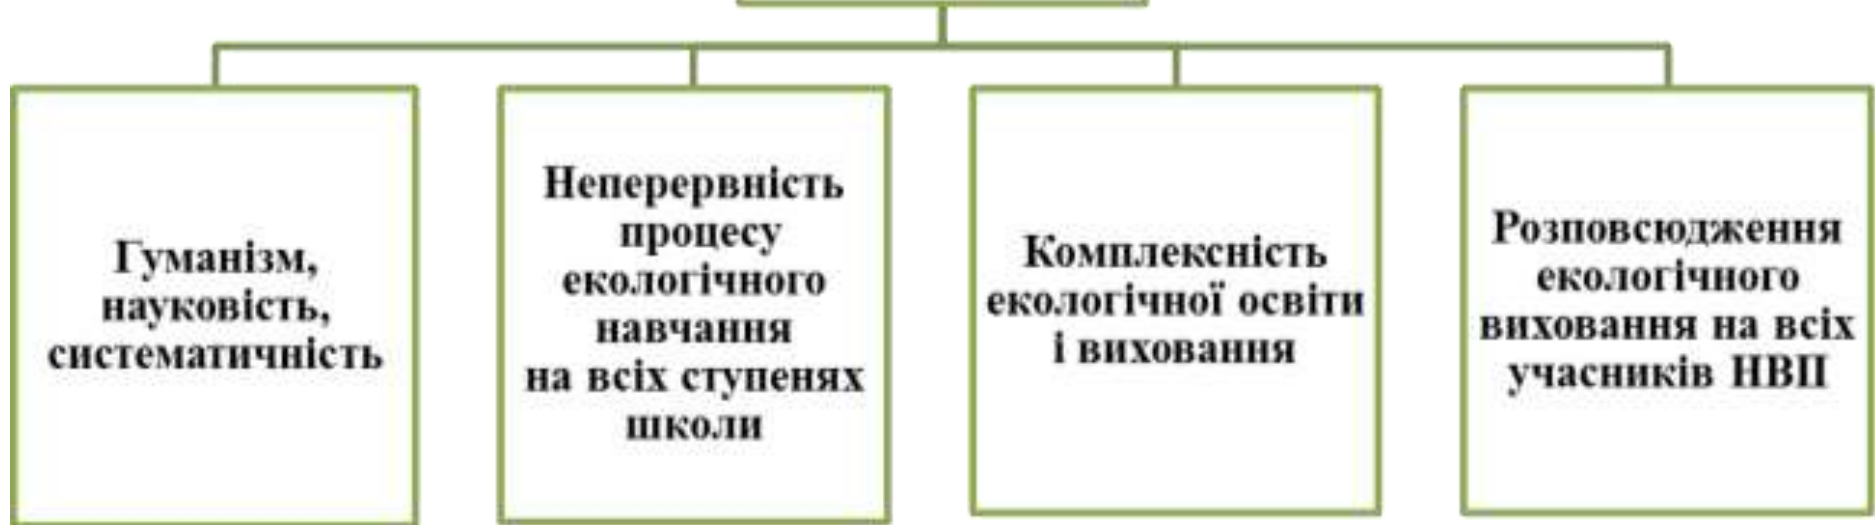 Гуманізм,
науковість,
систематичність
Неперервність
процесу
екологічного
навчання
на всіх ступенях
школи
Комплексність
екологічної освіти
і виховання
Розповсюдження
екологічного
виховання на всіх
учасників НВП